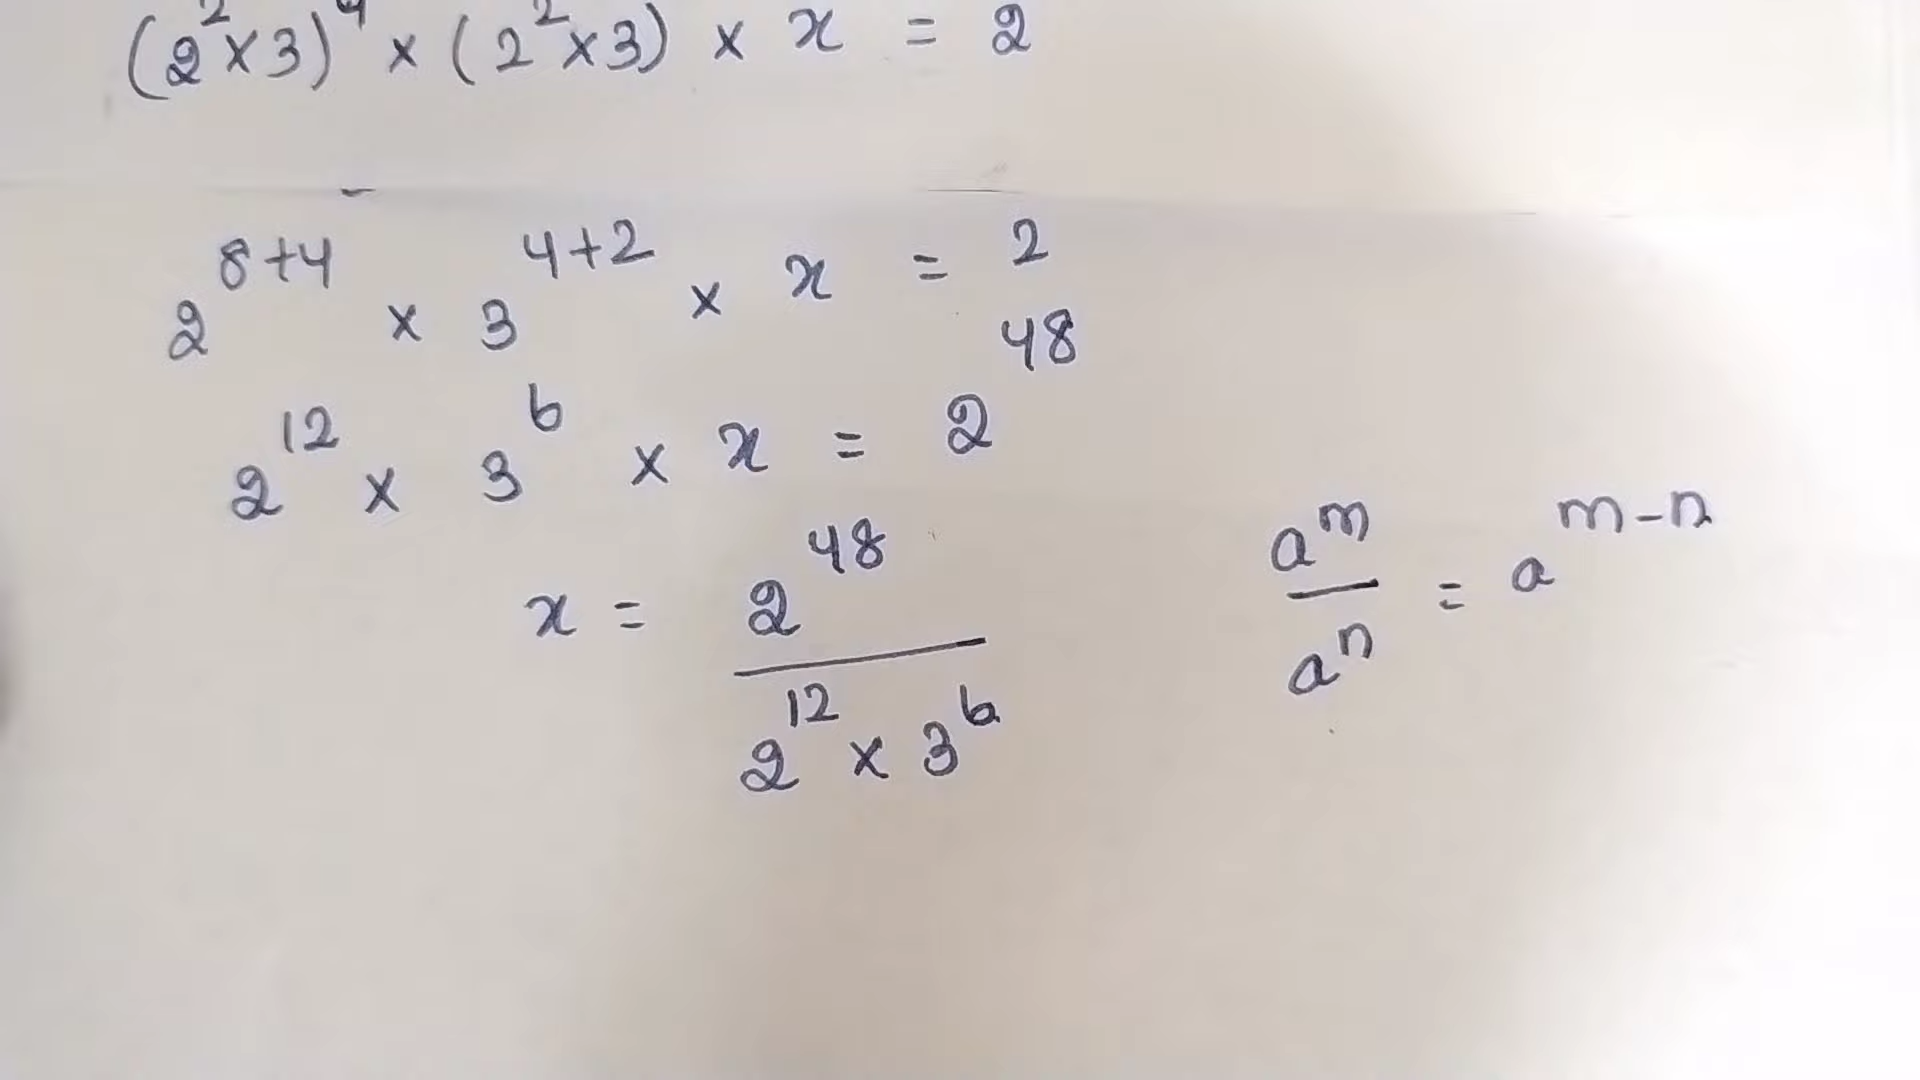 (2²×3)⁴ × (2²×3) × x = 2
2⁸⁺⁴ × 3⁴⁺² × x = 2
2¹² × 3⁶ × x = 2⁴⁸
x = 2⁴⁸
2¹² × 3⁶
aᵐ
aⁿ
= aᵐ⁻ⁿ